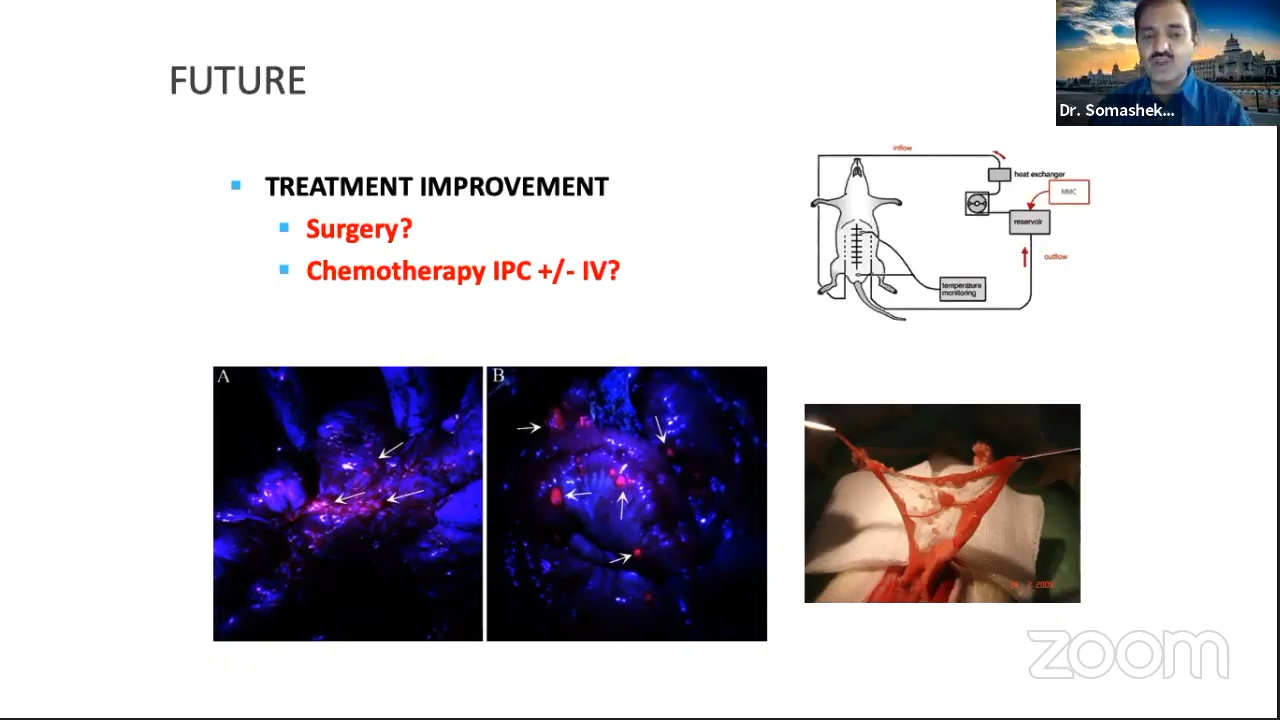 FUTURE
Dr. Somashek...
TREATMENT IMPROVEMENT
Surgery?
Chemotherapy IPC +/- IV?
inflow
heat exchanger
MMC
reservoir
outflow
temperature
monitoring
A
B
zoom